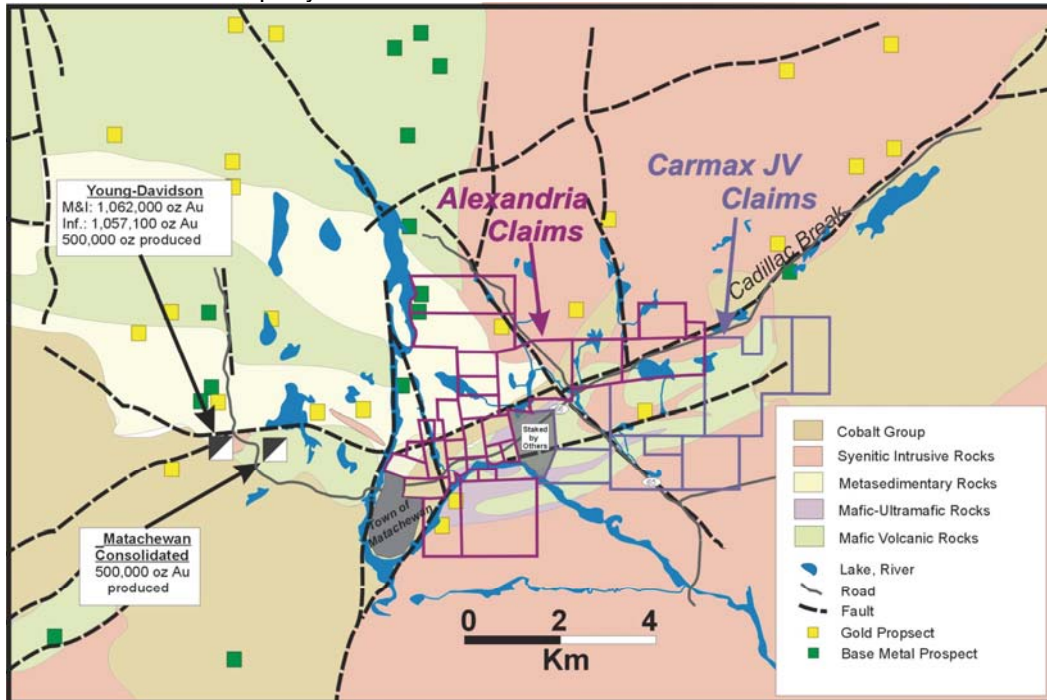 Alexandria
Claims
Carmax JV
Claims
Cadillac Break
Young-Davidson
M&I: 1,062,000 oz Au
Inf.: 1,057,100 oz Au
500,000 oz produced
Staked
by
Others
Town of
Matachewan
_Matachewan
Consolidated
500,000 oz Au
produced
65
0 2 4
Km
Cobalt Group
Syenitic Intrusive Rocks
Metasedimentary Rocks
Mafic-Ultramafic Rocks
Mafic Volcanic Rocks
Lake, River
Road
Fault
Gold Propsect
Base Metal Prospect